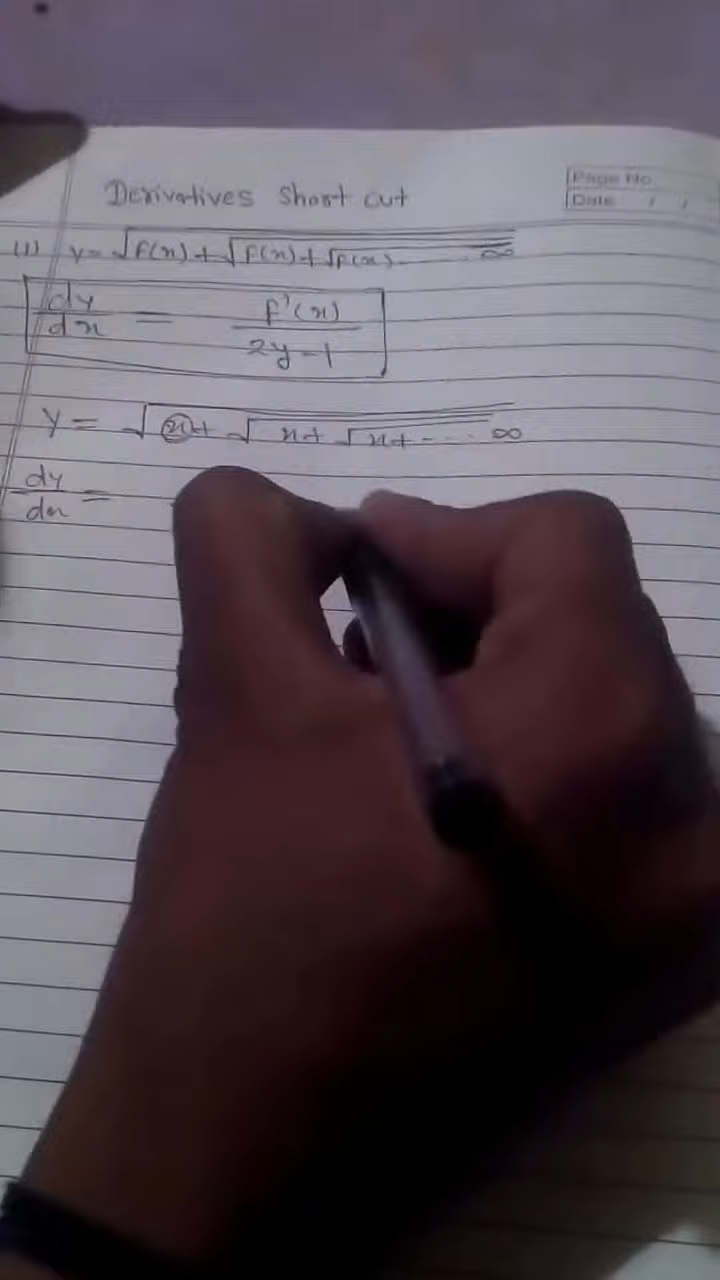 Derivatives Short cut
Page No
Date / /
(1) y = √f(x) + √f(x) + √f(x) ..... ∞
dy/dx = f'(x)/2y-1
y = √x + √x + √x + ..... ∞
dy/dx =